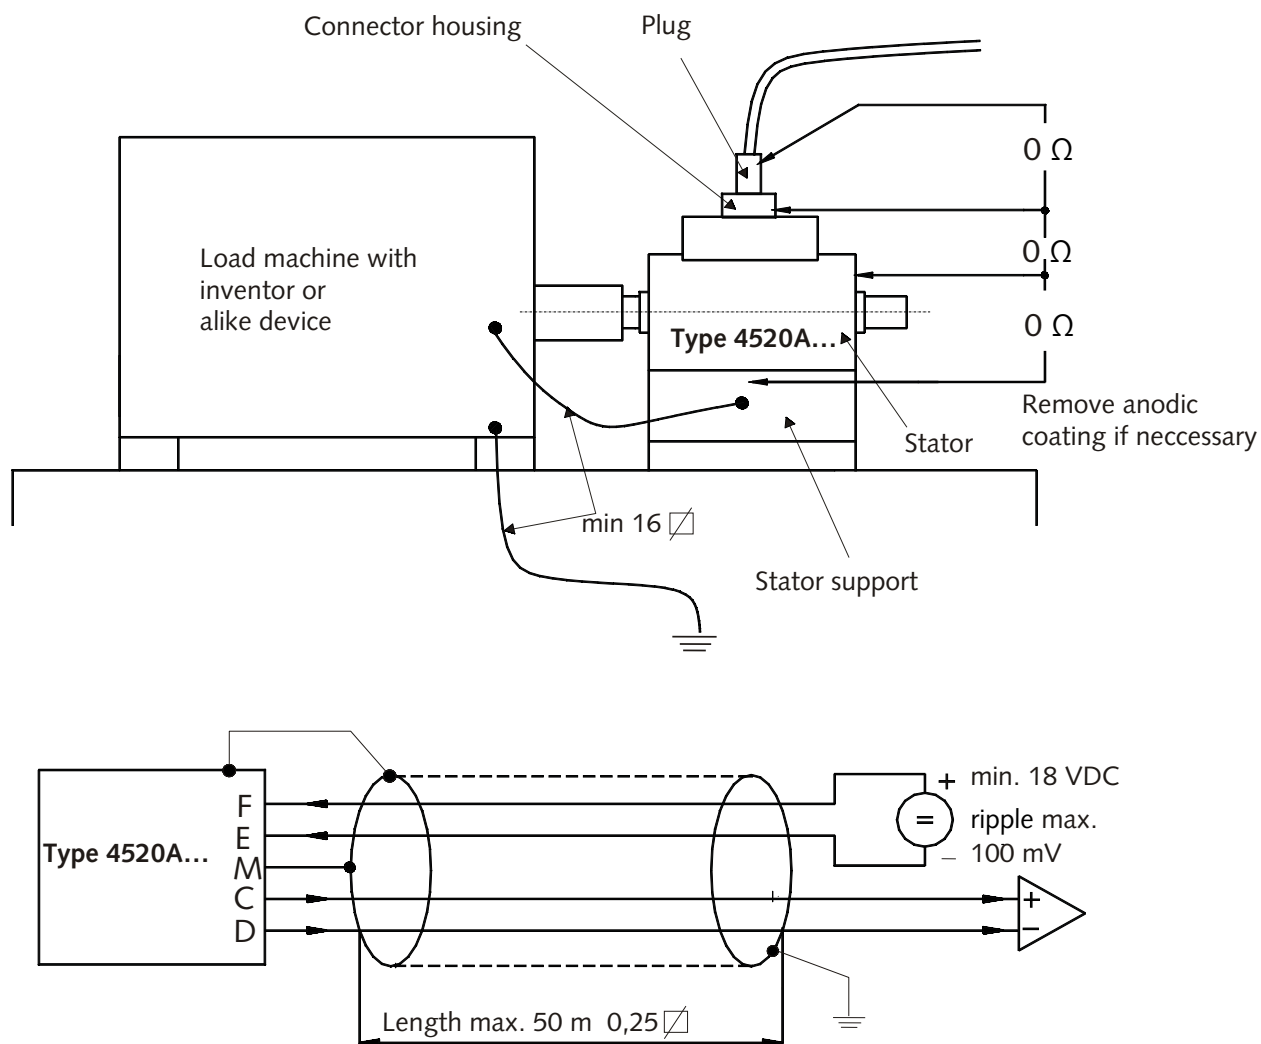 Connector housing
Plug
0 Ω
0 Ω
0 Ω
Load machine with
inventor or
alike device
Type 4520A...
Remove anodic
coating if neccessary
Stator
min 16
Stator support
Type 4520A...
F
E
M
C
D
+ min. 18 VDC
= ripple max.
– 100 mV
+
–
Length max. 50 m 0,25